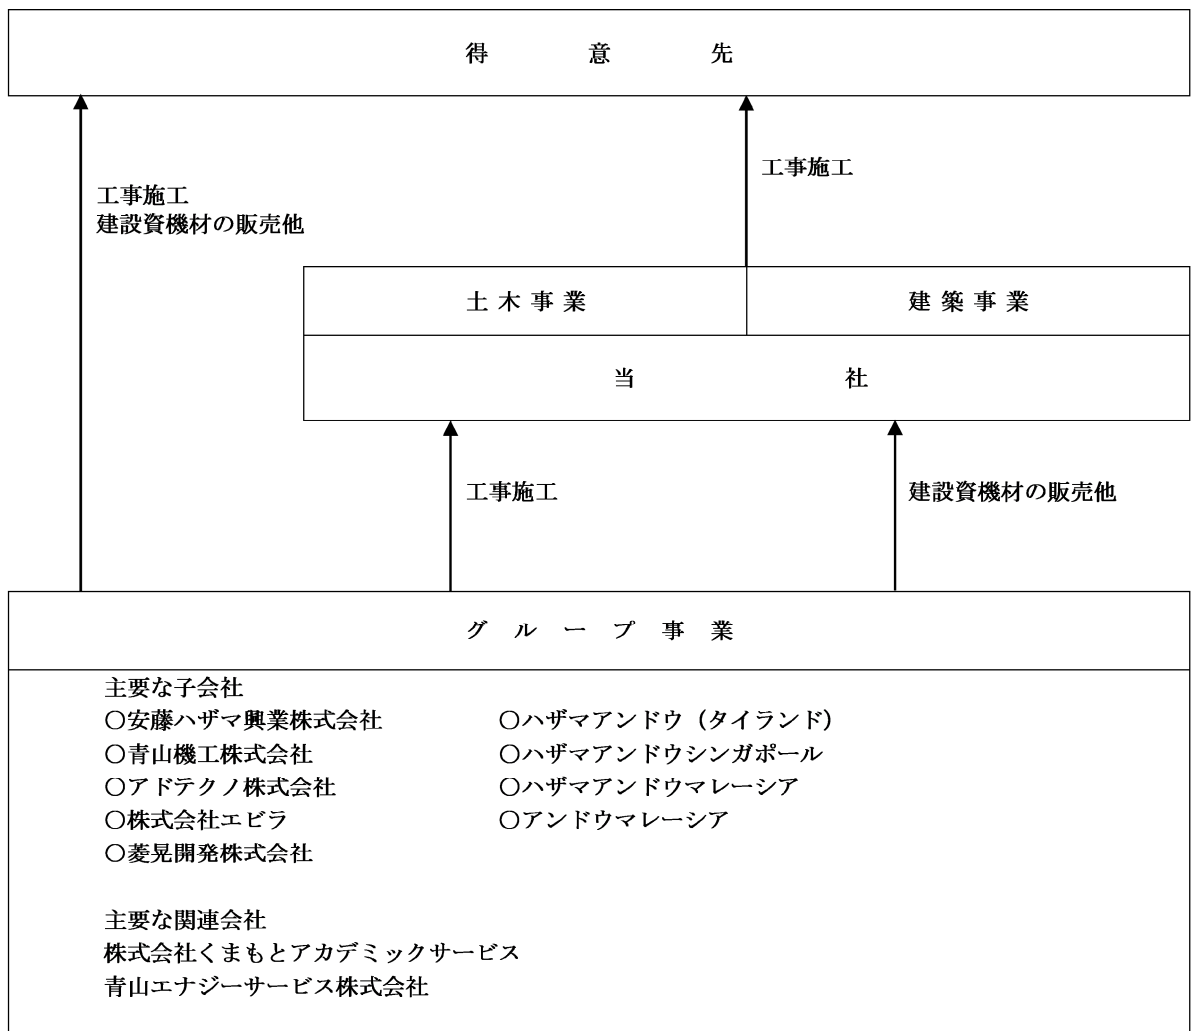 得意先
工事施工
工事施工
建設資機材の販売他
土木事業
建築事業
当社
工事施工
建設資機材の販売他
グループ事業
主要な子会社
○安藤ハザマ興業株式会社
○ハザマアンドウ（タイランド）
○青山機工株式会社
○ハザマアンドウシンガポール
○アドテクノ株式会社
○ハザマアンドウマレーシア
○株式会社エビラ
○アンドウマレーシア
○菱晃開発株式会社
主要な関連会社
株式会社くまもとアカデミックサービス
青山エナジーサービス株式会社